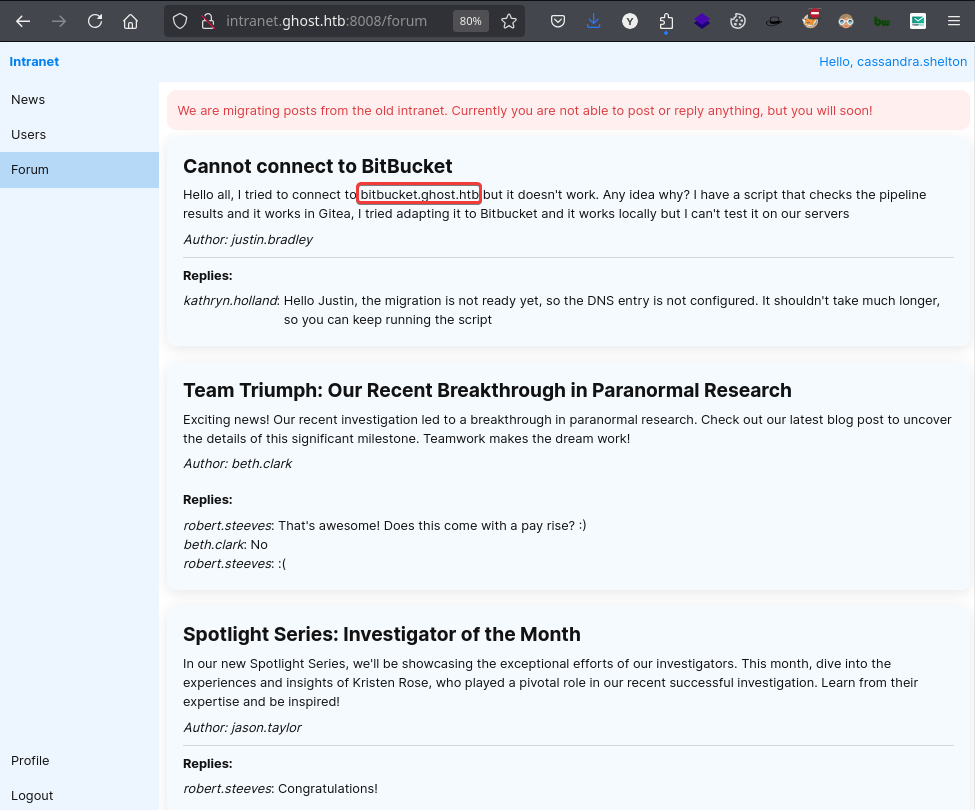 intranet.ghost.htb:8008/forum
80%
Intranet
Hello, cassandra.shelton
News
Users
Forum
We are migrating posts from the old intranet. Currently you are not able to post or reply anything, but you will soon!
Cannot connect to BitBucket
Hello all, I tried to connect to bitbucket.ghost.htb but it doesn't work. Any idea why? I have a script that checks the pipeline
results and it works in Gitea, I tried adapting it to Bitbucket and it works locally but I can't test it on our servers
Author: justin.bradley
Replies:
kathryn.holland: Hello Justin, the migration is not ready yet, so the DNS entry is not configured. It shouldn't take much longer,
so you can keep running the script
Team Triumph: Our Recent Breakthrough in Paranormal Research
Exciting news! Our recent investigation led to a breakthrough in paranormal research. Check out our latest blog post to uncover
the details of this significant milestone. Teamwork makes the dream work!
Author: beth.clark
Replies:
robert.steeves: That's awesome! Does this come with a pay rise? :)
beth.clark: No
robert.steeves: :(
Spotlight Series: Investigator of the Month
In our new Spotlight Series, we'll be showcasing the exceptional efforts of our investigators. This month, dive into the
experiences and insights of Kristen Rose, who played a pivotal role in our recent successful investigation. Learn from their
expertise and be inspired!
Author: jason.taylor
Replies:
robert.steeves: Congratulations!
Profile
Logout